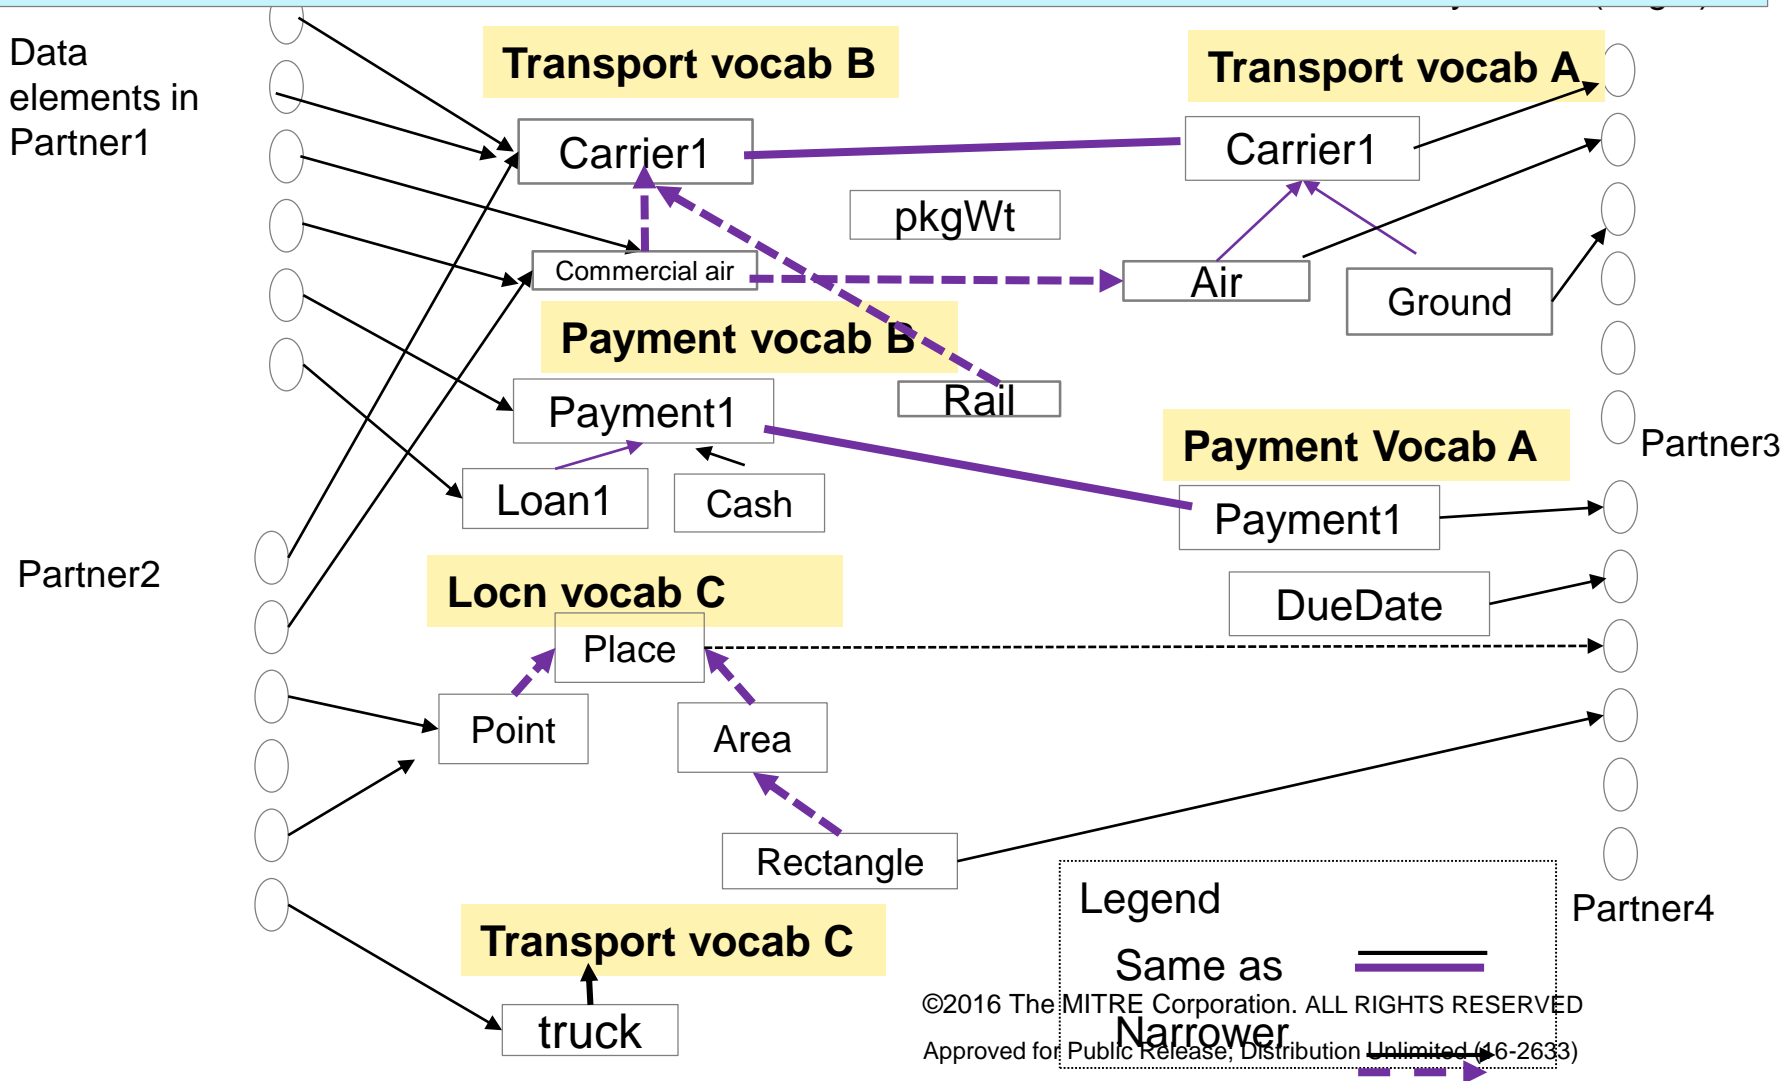 Data
elements in
Partner1
Transport vocab B
Transport vocab A
Carrier1
Carrier1
pkgWt
Commercial air
Air
Ground
Payment vocab B
Rail
Payment1
Partner3
Payment Vocab A
Loan1
Cash
Payment1
Partner2
Locn vocab C
DueDate
Place
Point
Area
Rectangle
Legend
Partner4
Transport vocab C
Same as
©2016 The MITRE Corporation. ALL RIGHTS RESERVED
truck
Narrower
Approved for Public Release; Distribution Unlimited (16-2633)